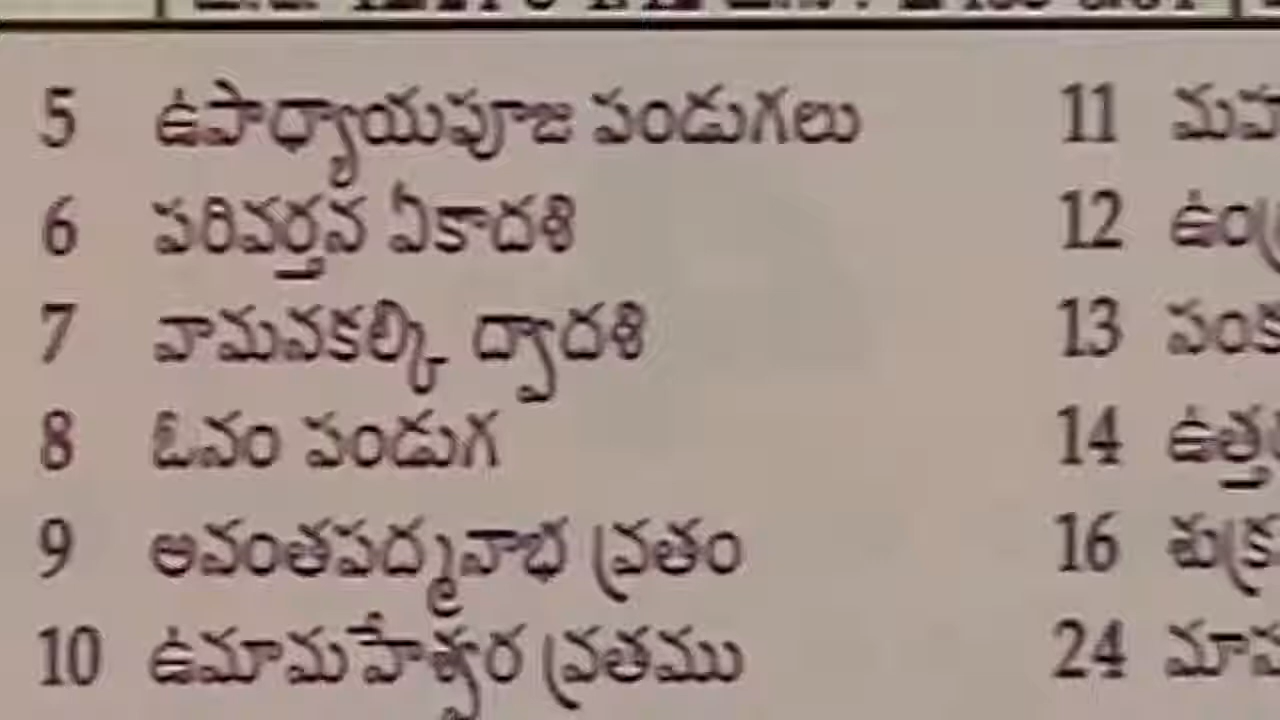 5 ఉపాధ్యాయపూజ పండుగలు 11
6 పరివర్తన ఏకాదశి 12
7 వామనకల్కి ద్వాదశి 13
8 ఓనం పండుగ 14
9 అనంతపద్మనాభ వ్రతం 16
10 ఉమామహేశ్వర వ్రతము 24